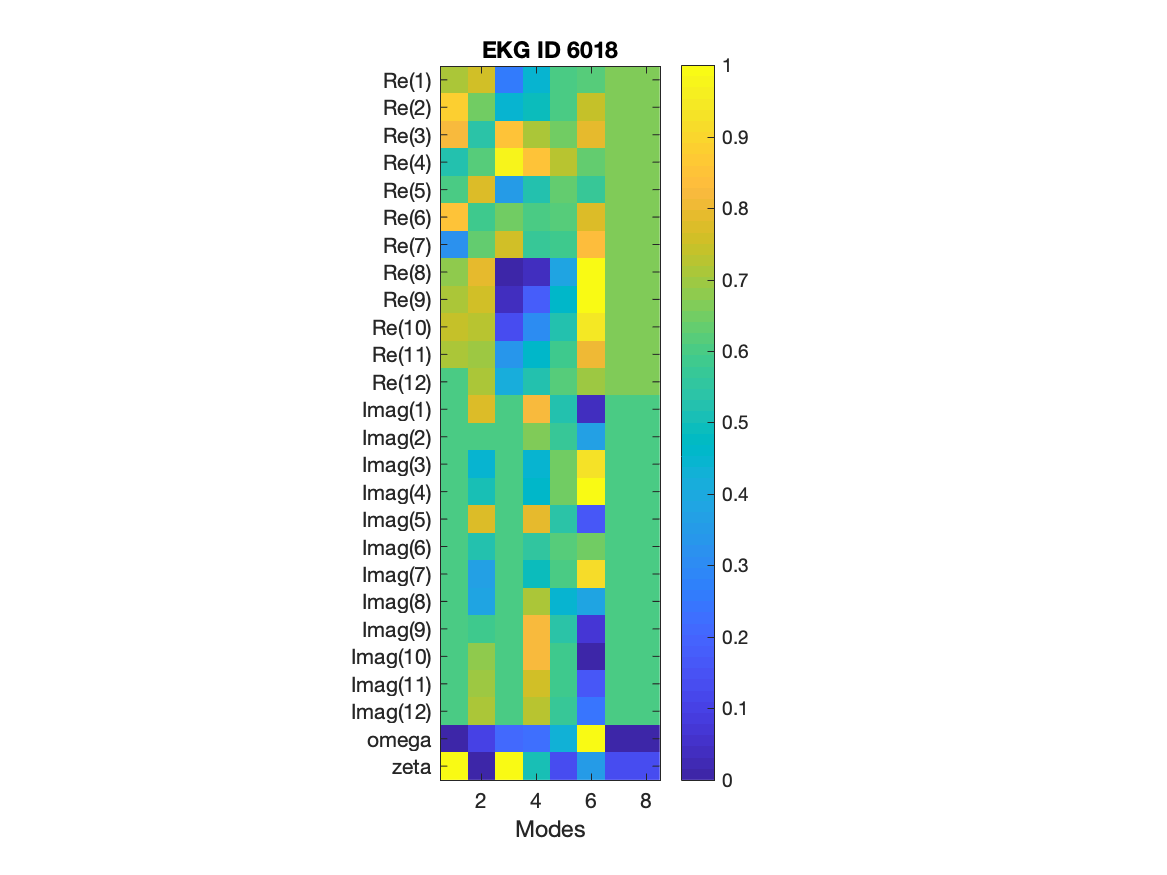 EKG ID 6018
Re(1)
Re(2)
Re(3)
Re(4)
Re(5)
Re(6)
Re(7)
Re(8)
Re(9)
Re(10)
Re(11)
Re(12)
Imag(1)
Imag(2)
Imag(3)
Imag(4)
Imag(5)
Imag(6)
Imag(7)
Imag(8)
Imag(9)
Imag(10)
Imag(11)
Imag(12)
omega
zeta
2 4 6 8
Modes
1
0.9
0.8
0.7
0.6
0.5
0.4
0.3
0.2
0.1
0